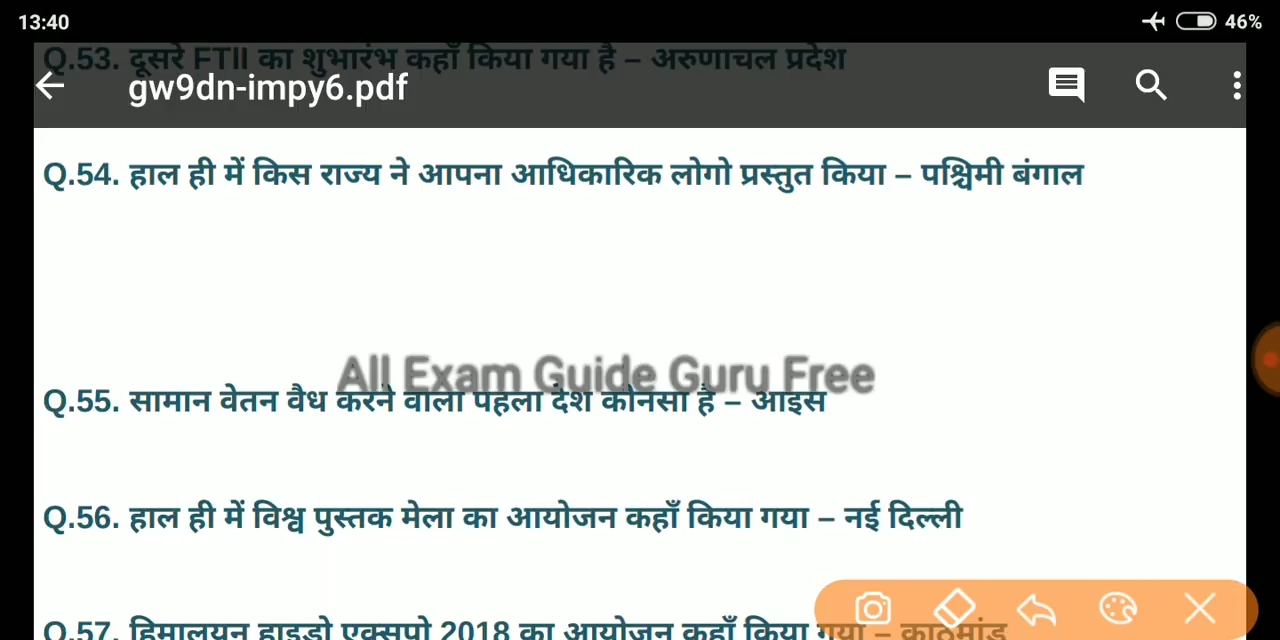 13:40
46%
Q.53. दूसरे FTII का शुभारंभ कहाँ किया गया है – अरुणाचल प्रदेश
gw9dn-impy6.pdf
Q.54. हाल ही में किस राज्य ने आपना आधिकारिक लोगो प्रस्तुत किया – पश्चिमी बंगाल
All Exam Guide Guru Free
Q.55. सामान वेतन वैध करने वाला पहला देश कौनसा है – आइस
Q.56. हाल ही में विश्व पुस्तक मेला का आयोजन कहाँ किया गया – नई दिल्ली
Q.57. हिमालयन हाइड्रो एक्सपो 2018 का आयोजन कहाँ किया गया – काठमांडू